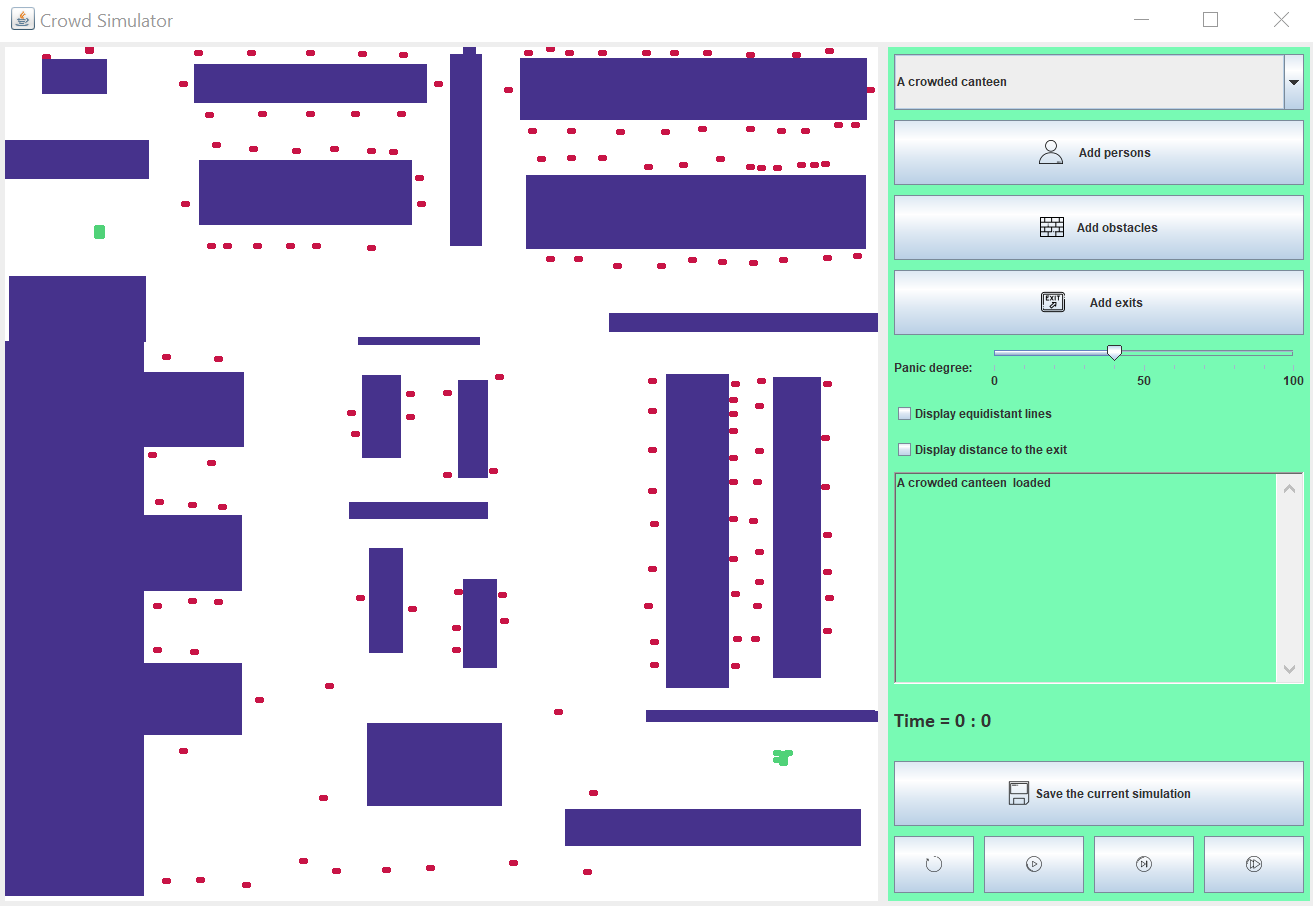 Crowd Simulator
A crowded canteen
Add persons
Add obstacles
EXIT
Add exits
Panic degree:
0 50 100
Display equidistant lines
Display distance to the exit
A crowded canteen  loaded
Time = 0 : 0
Save the current simulation